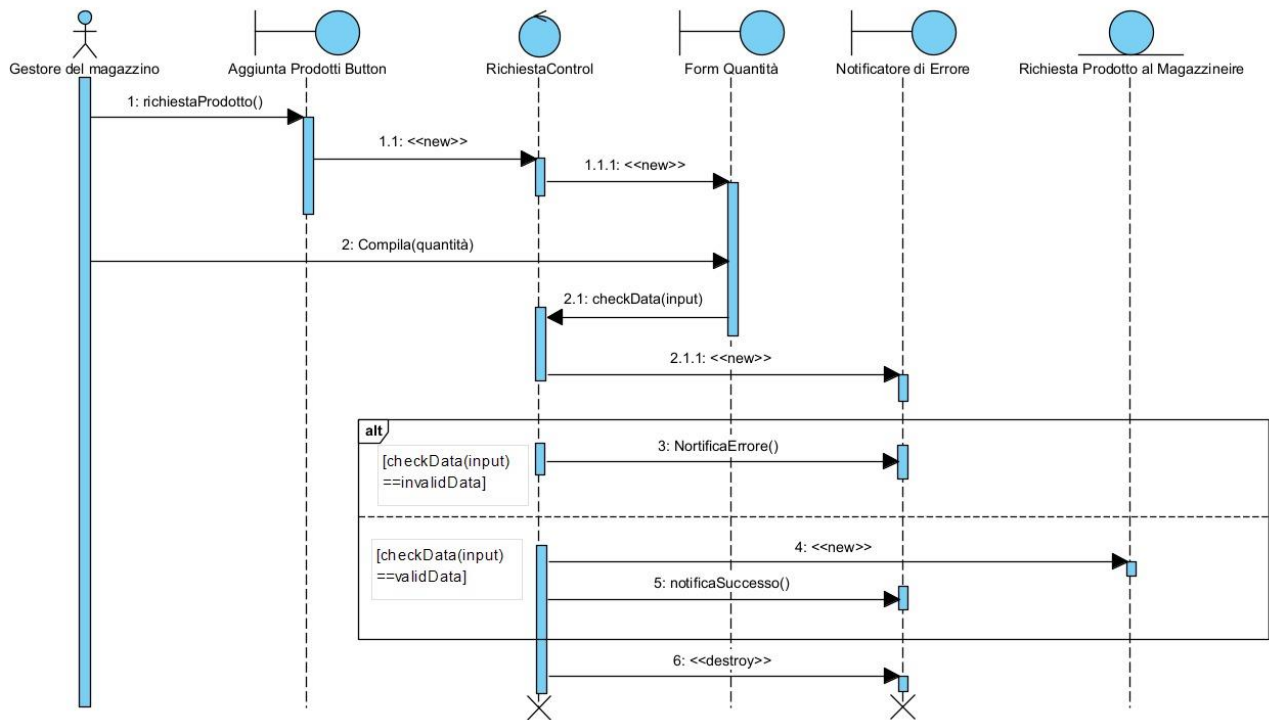 Gestore del magazzino
Aggiunta Prodotti Button
RichiestaControl
Form Quantità
Notificatore di Errore
Richiesta Prodotto al Magazzineire
1: richiestaProdotto()
1.1: <<new>>
1.1.1: <<new>>
2: Compila(quantità)
2.1: checkData(input)
2.1.1: <<new>>
alt
[checkData(input)
==invalidData]
3: NortificaErrore()
[checkData(input)
==validData]
4: <<new>>
5: notificaSuccesso()
6: <<destroy>>